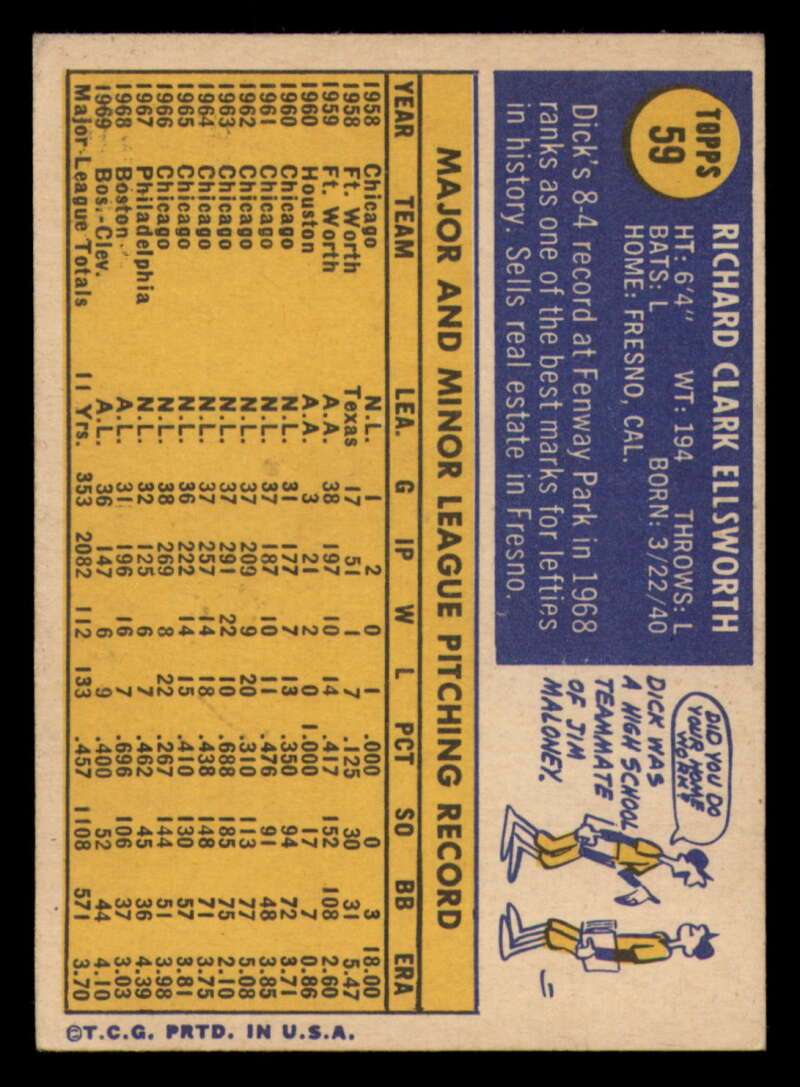 TOPPS
59
RICHARD CLARK ELLSWORTH
HT: 6'4" WT: 194 THROWS: L
BATS: L BORN: 3/22/40
HOME: FRESNO, CAL.
Dick's 8-4 record at Fenway Park in 1968
ranks as one of the best marks for lefties
in history. Sells real estate in Fresno.
DID YOU DO
YOUR HOME
WORK?
DICK WAS
A HIGH SCHOOL
TEAMMATE
OF JIM
MALONEY.
MAJOR AND MINOR LEAGUE PITCHING RECORD
YEAR TEAM LEA. G IP W L PCT SO BB ERA
1958 Chicago N.L. 1 2 0 1 .000 0 3 18.00
1958 Ft. Worth Texas 17 51 1 7 .125 30 31 5.47
1959 Ft. Worth A.A. 38 197 10 14 .417 152 108 2.60
1960 Houston A.A. 3 21 2 0 1.000 17 7 0.86
1960 Chicago N.L. 31 177 7 13 .350 94 72 3.71
1961 Chicago N.L. 37 187 10 11 .476 91 48 3.85
1962 Chicago N.L. 37 209 9 20 .310 113 77 5.08
1963 Chicago N.L. 37 291 22 10 .688 185 75 2.10
1964 Chicago N.L. 37 257 14 18 .438 148 71 3.75
1965 Chicago N.L. 36 222 14 15 .410 130 57 3.81
1966 Chicago N.L. 38 269 8 22 .267 144 51 3.98
1967 Philadelphia N.L. 32 125 6 7 .462 45 36 4.39
1968 Boston A.L. 31 196 16 7 .696 106 37 3.03
1969 Bos.-Clev. A.L. 36 147 6 9 .400 52 44 4.10
Major League Totals 11 Yrs. 353 2082 112 133 .457 1108 571 3.70
©T.C.G. PRTD. IN U.S.A.